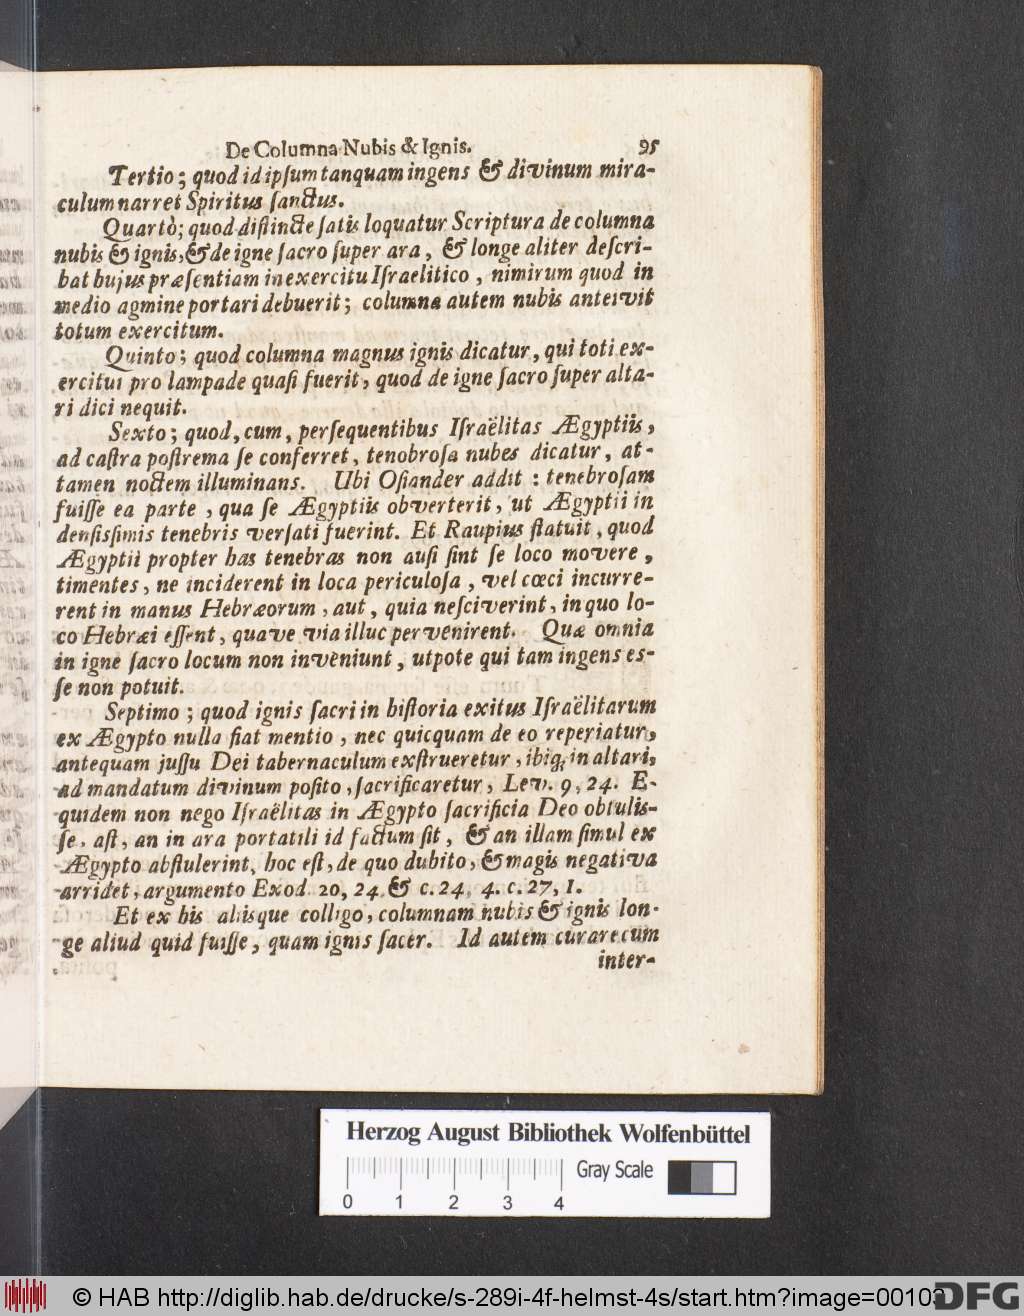 De Columna Nubis & Ignis. 95
Tertio; quod id ipſum tanquam ingens & divinum mira-
culum narret Spiritus ſanctus.
Quartò; quod diſtincte ſatis loquatur Scriptura de columna
nubis & ignis, & de igne ſacro ſuper ara, & longe aliter deſcri-
bat hujus præſentiam in exercitu Iſraelitico, nimirum quod in
medio agmine portari debuerit; columna autem nubis anteivit
totum exercitum.
Quinto; quod columna magnus ignis dicatur, qui toti ex-
ercitui pro lampade quaſi fuerit, quod de igne ſacro ſuper alta-
ri dici nequit.
Sexto; quod, cum, perſequentibus Iſraëlitas Ægyptiis,
ad caſtra poſtrema ſe conferret, tenobroſa nubes dicatur, at-
tamen noctem illuminans. Ubi Oſiander addit: tenebroſam
fuiſſe ea parte, qua ſe Ægyptiis obverterit, ut Ægyptii in
denſisſimis tenebris verſati fuerint. Et Raupius ſtatuit, quod
Ægyptii propter has tenebras non auſi ſint ſe loco movere,
timentes, ne inciderent in loca periculoſa, vel cœci incurre-
rent in manus Hebræorum, aut, quia neſciverint, in quo lo-
co Hebræi eſſent, quave via illuc pervenirent. Quæ omnia
in igne ſacro locum non inveniunt, utpote qui tam ingens es-
ſe non potuit.
Septimo; quod ignis ſacri in hiſtoria exitus Iſraëlitarum
ex Ægypto nulla fiat mentio, nec quicquam de eo reperiatur,
antequam juſſu Dei tabernaculum exſtrueretur, ibiq; in altari,
ad mandatum divinum poſito, ſacrificaretur, Lev. 9, 24. E-
quidem non nego Iſraëlitas in Ægypto ſacrificia Deo obtulis-
ſe, aſt, an in ara portatili id factum ſit, & an illam ſimul ex
Ægypto abſtulerint, hoc eſt, de quo dubito, & magis negativa
arridet, argumento Exod. 20, 24. & c. 24, 4. c. 27, 1.
Et ex his aliisque colligo, columnam nubis & ignis lon-
ge aliud quid fuiſſe, quam ignis ſacer. Id autem curare cum
inter-
Herzog August Bibliothek Wolfenbüttel
Gray Scale
0 1 2 3 4
© HAB http://diglib.hab.de/drucke/s-289i-4f-helmst-4s/start.htm?image=00103
DFG